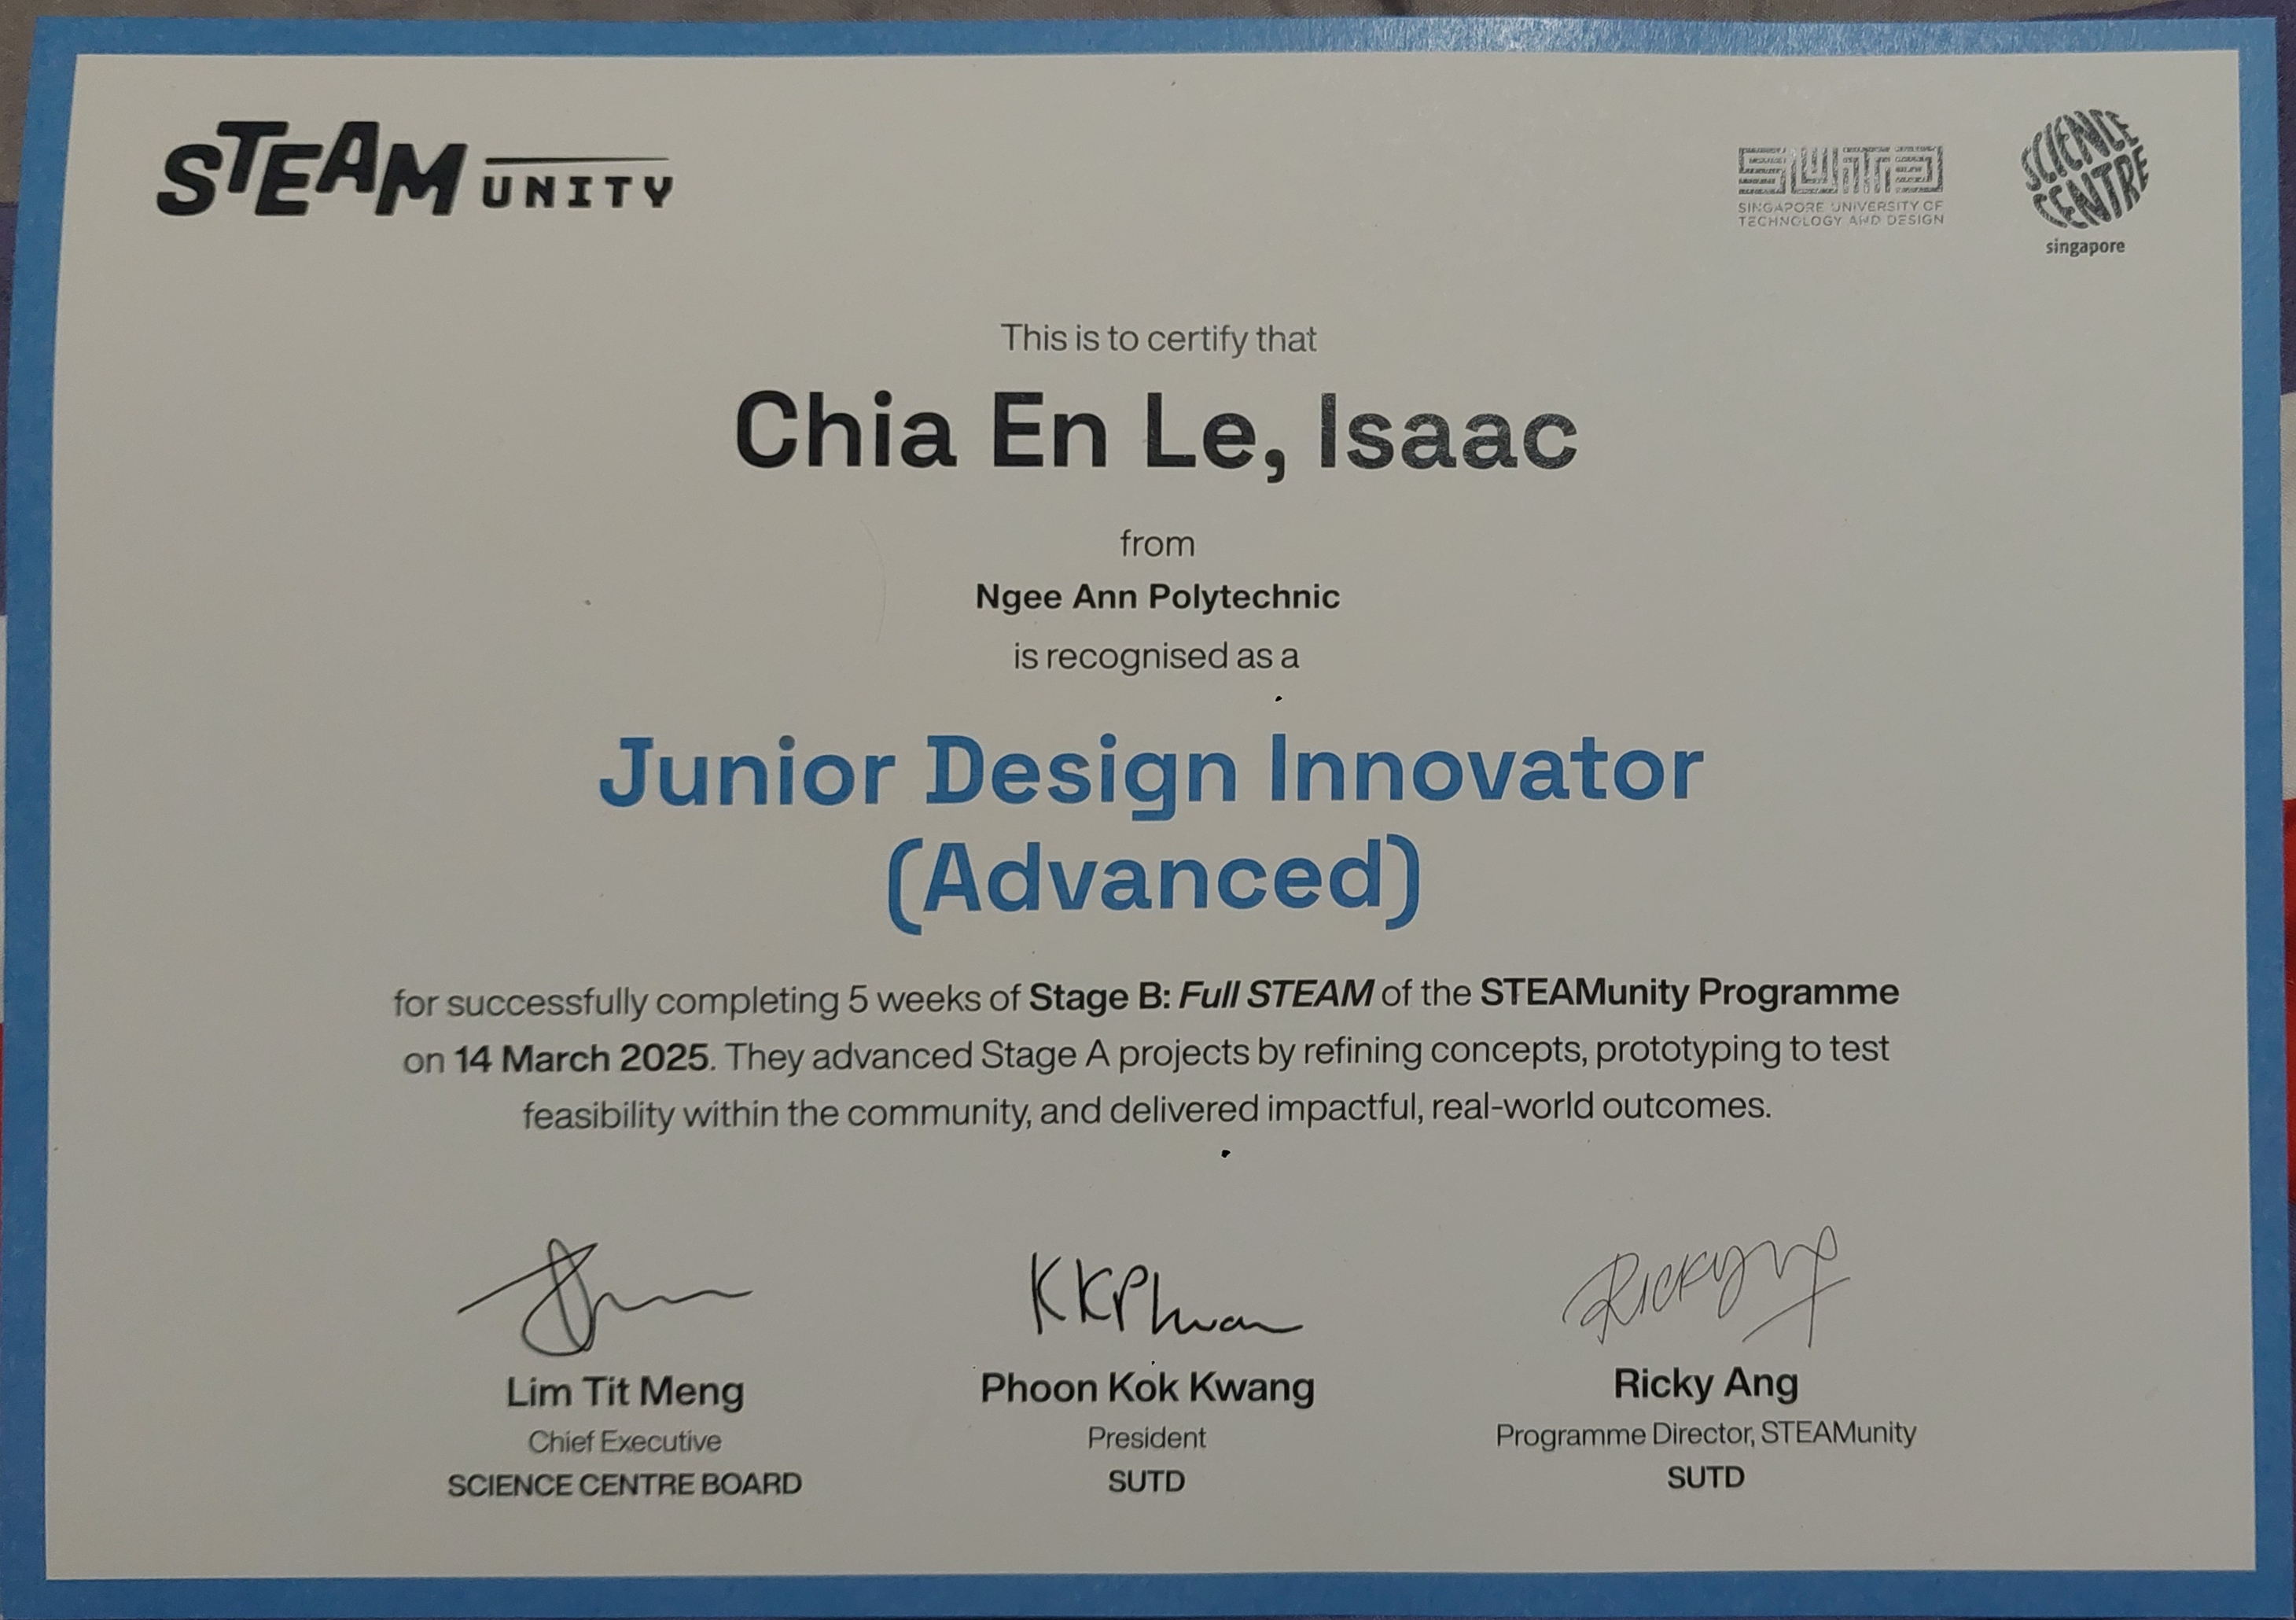 STEAM UNITY
SUTD
SINGAPORE UNIVERSITY OF
TECHNOLOGY AND DESIGN
SCIENCE
CENTRE
singapore
This is to certify that
Chia En Le, Isaac
from
Ngee Ann Polytechnic
is recognised as a
Junior Design Innovator
(Advanced)
for successfully completing 5 weeks of Stage B: Full STEAM of the STEAMunity Programme
on 14 March 2025. They advanced Stage A projects by refining concepts, prototyping to test
feasibility within the community, and delivered impactful, real-world outcomes.
KKPhoon
Lim Tit Meng
Chief Executive
SCIENCE CENTRE BOARD
Phoon Kok Kwang
President
SUTD
Ricky Ang
Programme Director, STEAMunity
SUTD